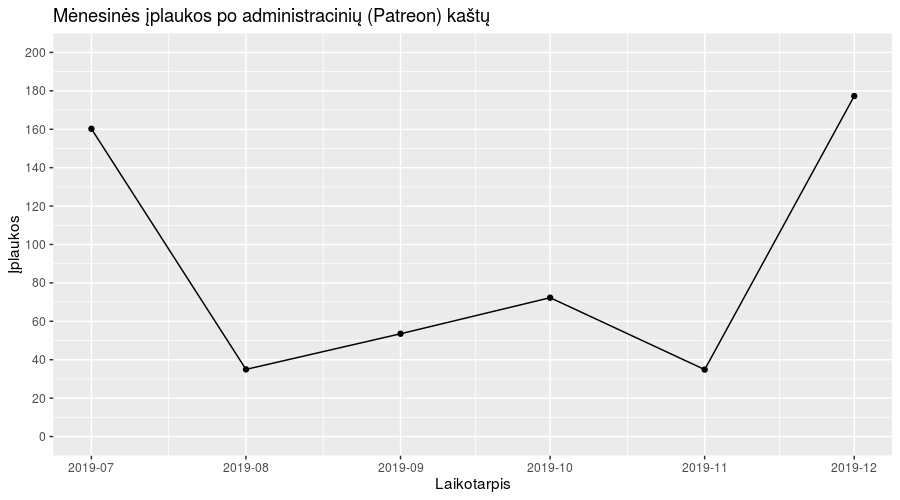 Mėnesinės įplaukos po administracinių (Patreon) kaštų
200
180
160
140
120
100
80
60
40
20
0
Įplaukos
2019-07 2019-08 2019-09 2019-10 2019-11 2019-12
Laikotarpis